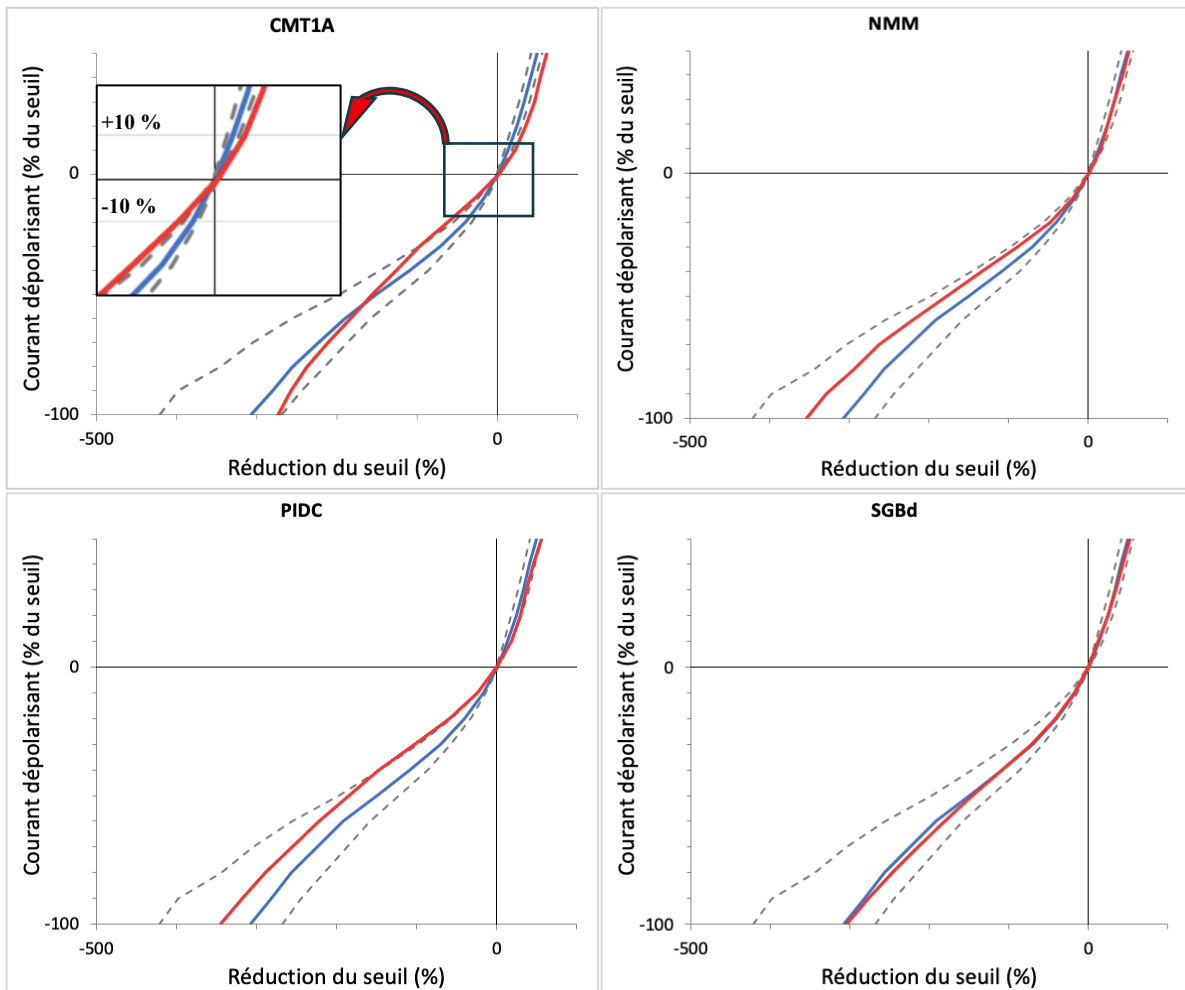 CMT1A
Courant dépolarisant (% du seuil)
+10 %
-10 %
0
-100
-500
0
Réduction du seuil (%)
NMM
Courant dépolarisant (% du seuil)
0
-100
-500
0
Réduction du seuil (%)
PIDC
Courant dépolarisant (% du seuil)
0
-100
-500
0
Réduction du seuil (%)
SGBd
Courant dépolarisant (% du seuil)
0
-100
-500
0
Réduction du seuil (%)